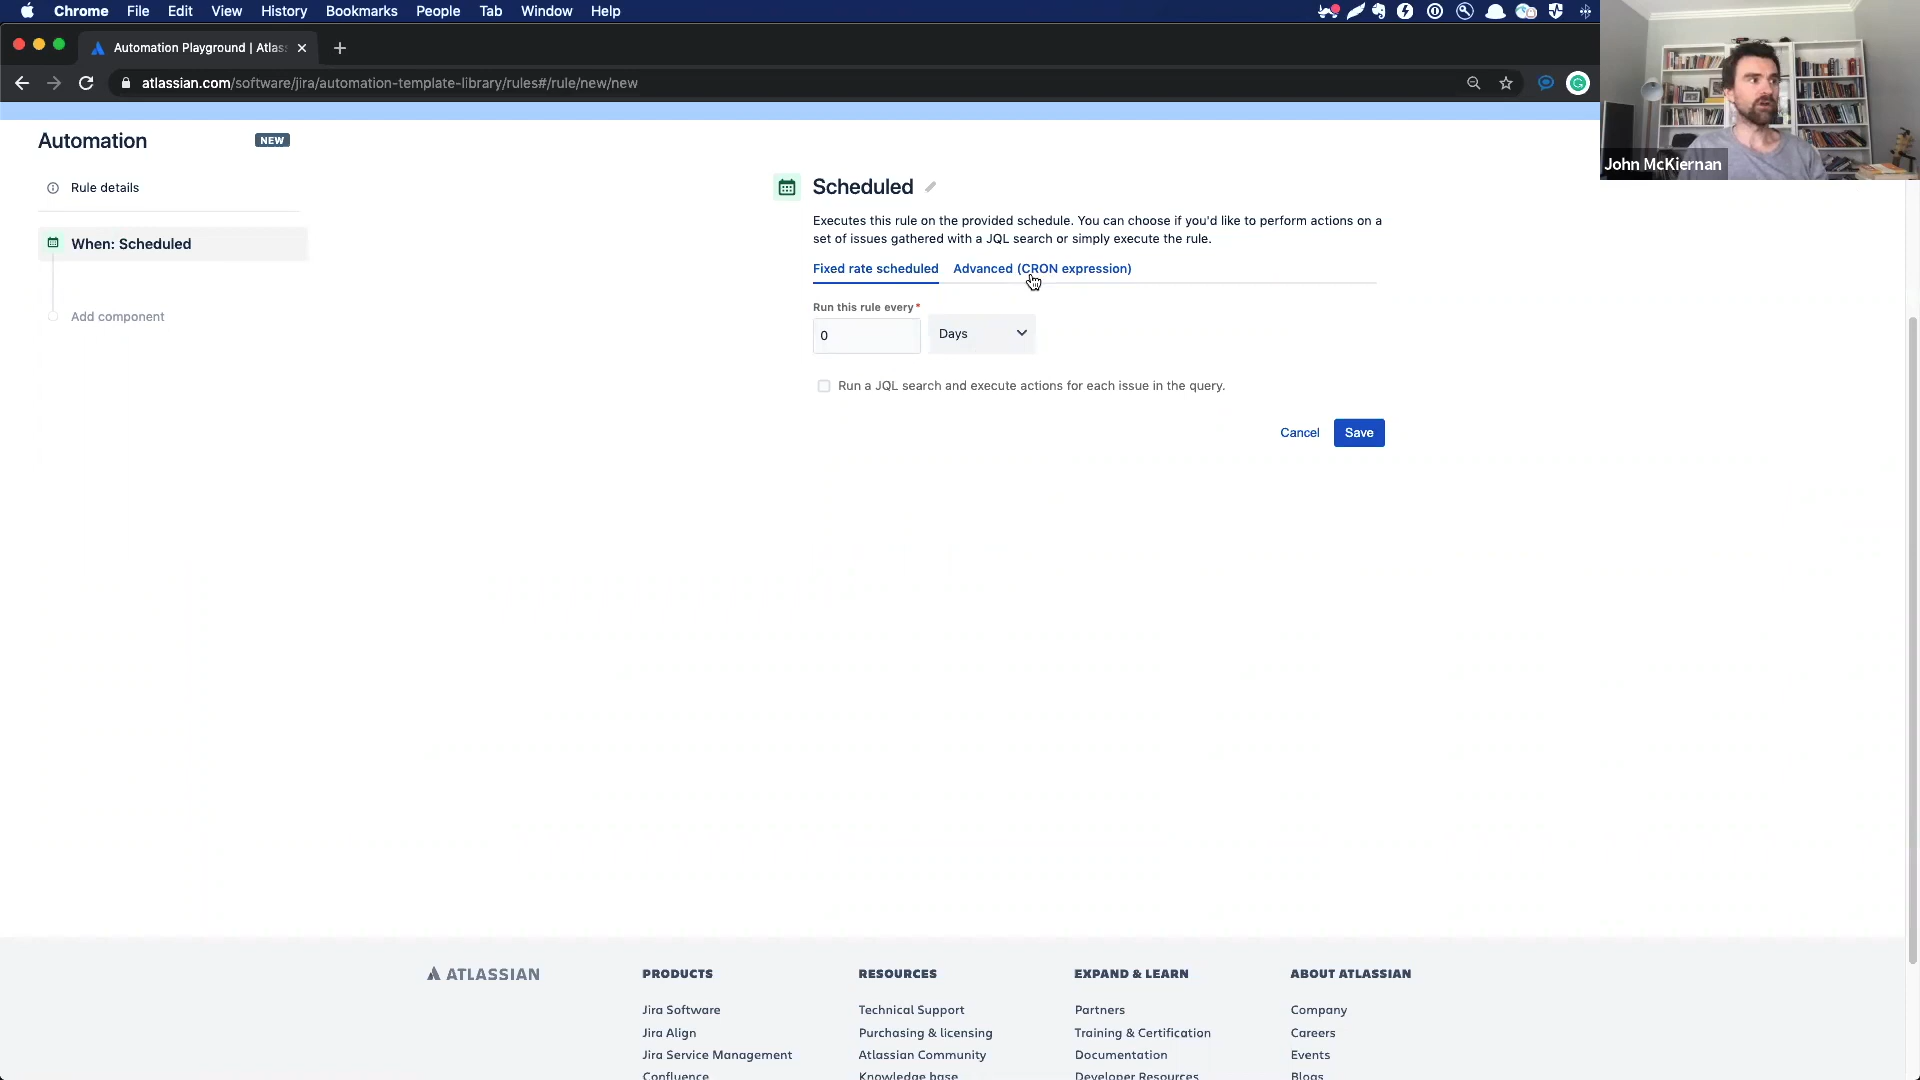 Chrome File Edit View History Bookmarks People Tab Window Help
Automation Playground | Atlas
atlassian.com/software/jira/automation-template-library/rules#/rule/new/new
John McKiernan
Automation NEW
Rule details
When: Scheduled
Add component
Scheduled
Executes this rule on the provided schedule. You can choose if you'd like to perform actions on a
set of issues gathered with a JQL search or simply execute the rule.
Fixed rate scheduled Advanced (CRON expression)
Run this rule every*
0 Days
Run a JQL search and execute actions for each issue in the query.
Cancel Save
ATLASSIAN PRODUCTS RESOURCES EXPAND & LEARN ABOUT ATLASSIAN
Jira Software Technical Support Partners Company
Jira Align Purchasing & licensing Training & Certification Careers
Jira Service Management Atlassian Community Documentation Events
Confluence Knowledge base Developer Resources Blogs